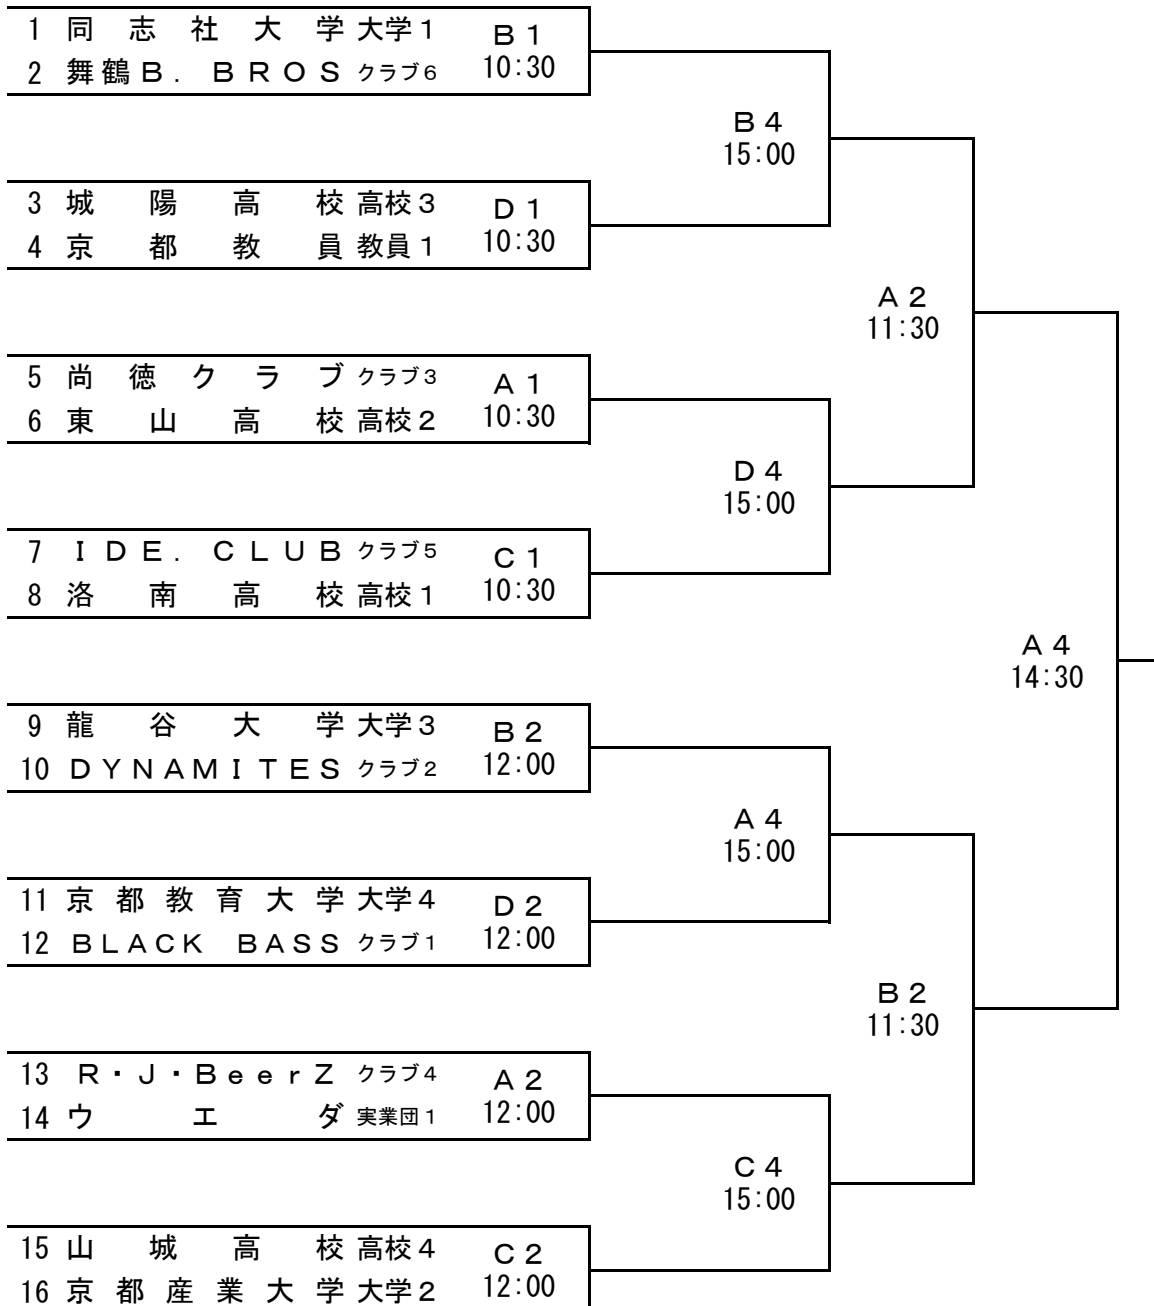 1 同志社大学 大学1
B1
2 舞鶴B.BROS クラブ6
10:30
B4
15:00
3 城陽高校 高校3
D1
4 京都教員 教員1
10:30
A2
11:30
5 尚徳クラブ クラブ3
A1
6 東山高校 高校2
10:30
D4
15:00
7 IDE.CLUB クラブ5
C1
8 洛南高校 高校1
10:30
A4
14:30
9 龍谷大学 大学3
B2
10 DYNAMITES クラブ2
12:00
A4
15:00
11 京都教育大学 大学4
D2
12 BLACK BASS クラブ1
12:00
B2
11:30
13 R・J・BeerZ クラブ4
A2
14 ウエダ 実業団1
12:00
C4
15:00
15 山城高校 高校4
C2
16 京都産業大学 大学2
12:00